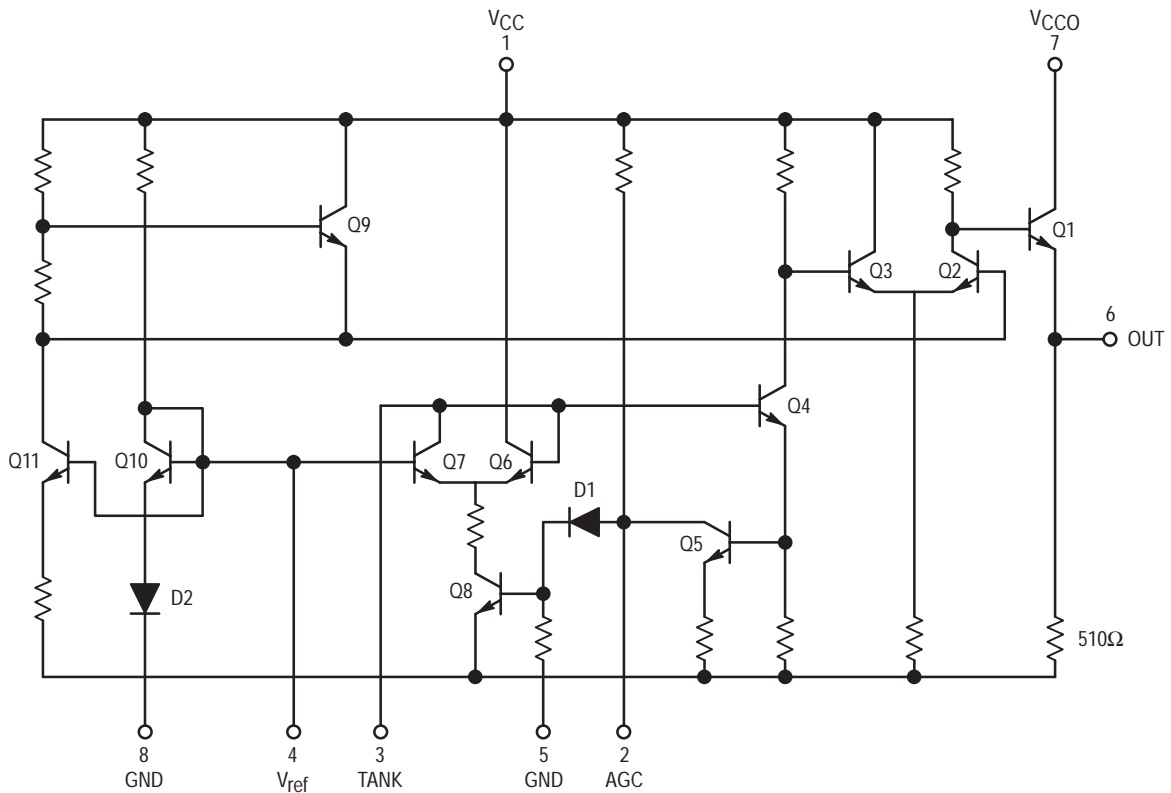 VCC
1
VCCO
7
Q9
Q3
Q2
Q1
6
OUT
Q4
Q11
Q10
Q7
Q6
D1
Q5
Q8
D2
510Ω
8
GND
4
Vref
3
TANK
5
GND
2
AGC